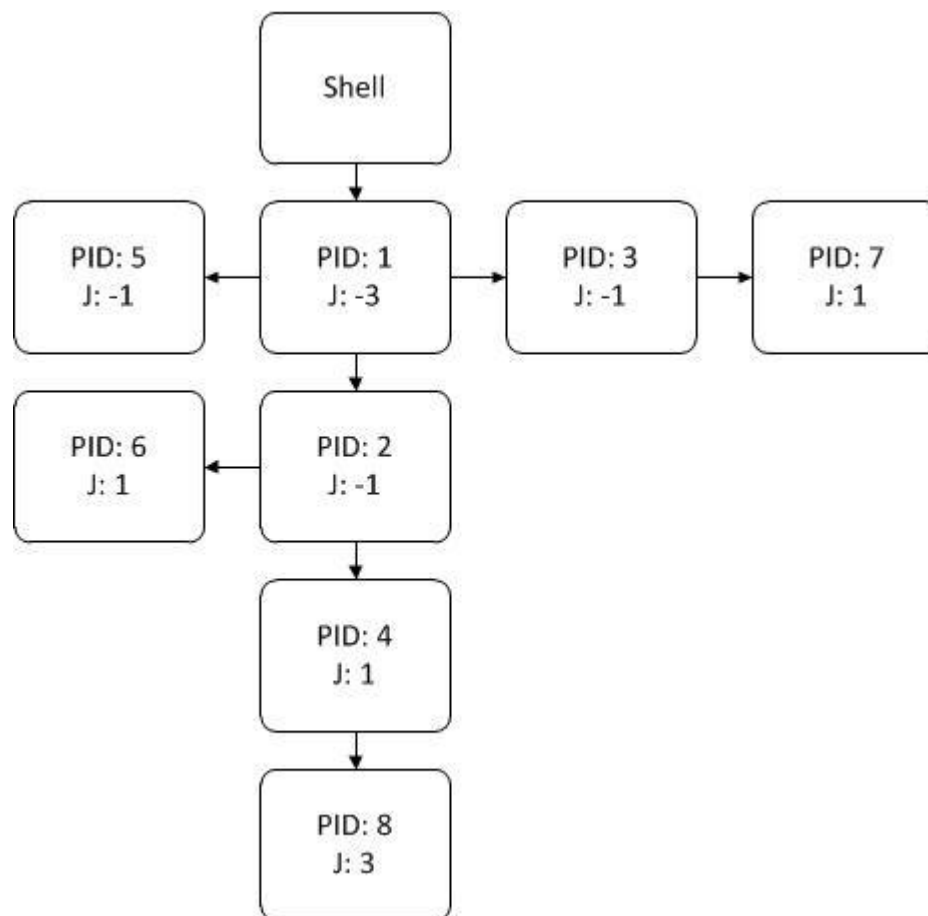 Shell
PID: 5
J: -1
PID: 1
J: -3
PID: 3
J: -1
PID: 7
J: 1
PID: 6
J: 1
PID: 2
J: -1
PID: 4
J: 1
PID: 8
J: 3